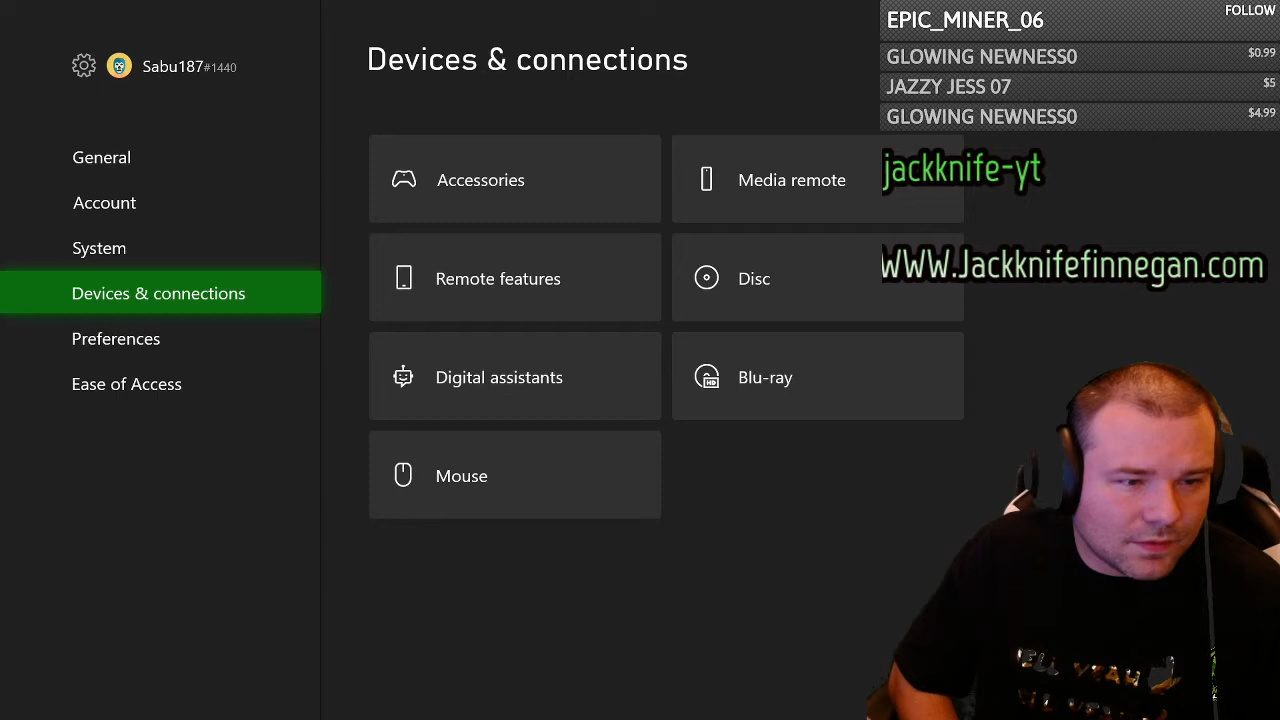 Sabu187#1440
General
Account
System
Devices & connections
Preferences
Ease of Access
Devices & connections
Accessories
Media remote
Remote features
Disc
Digital assistants
Blu-ray
Mouse
EPIC_MINER_06 FOLLOW
GLOWING NEWNESS0 $0.99
JAZZY JESS 07 $5
GLOWING NEWNESS0 $4.99
jackknife-yt
WWW.Jackknifefinnegan.com
HD
YEAH